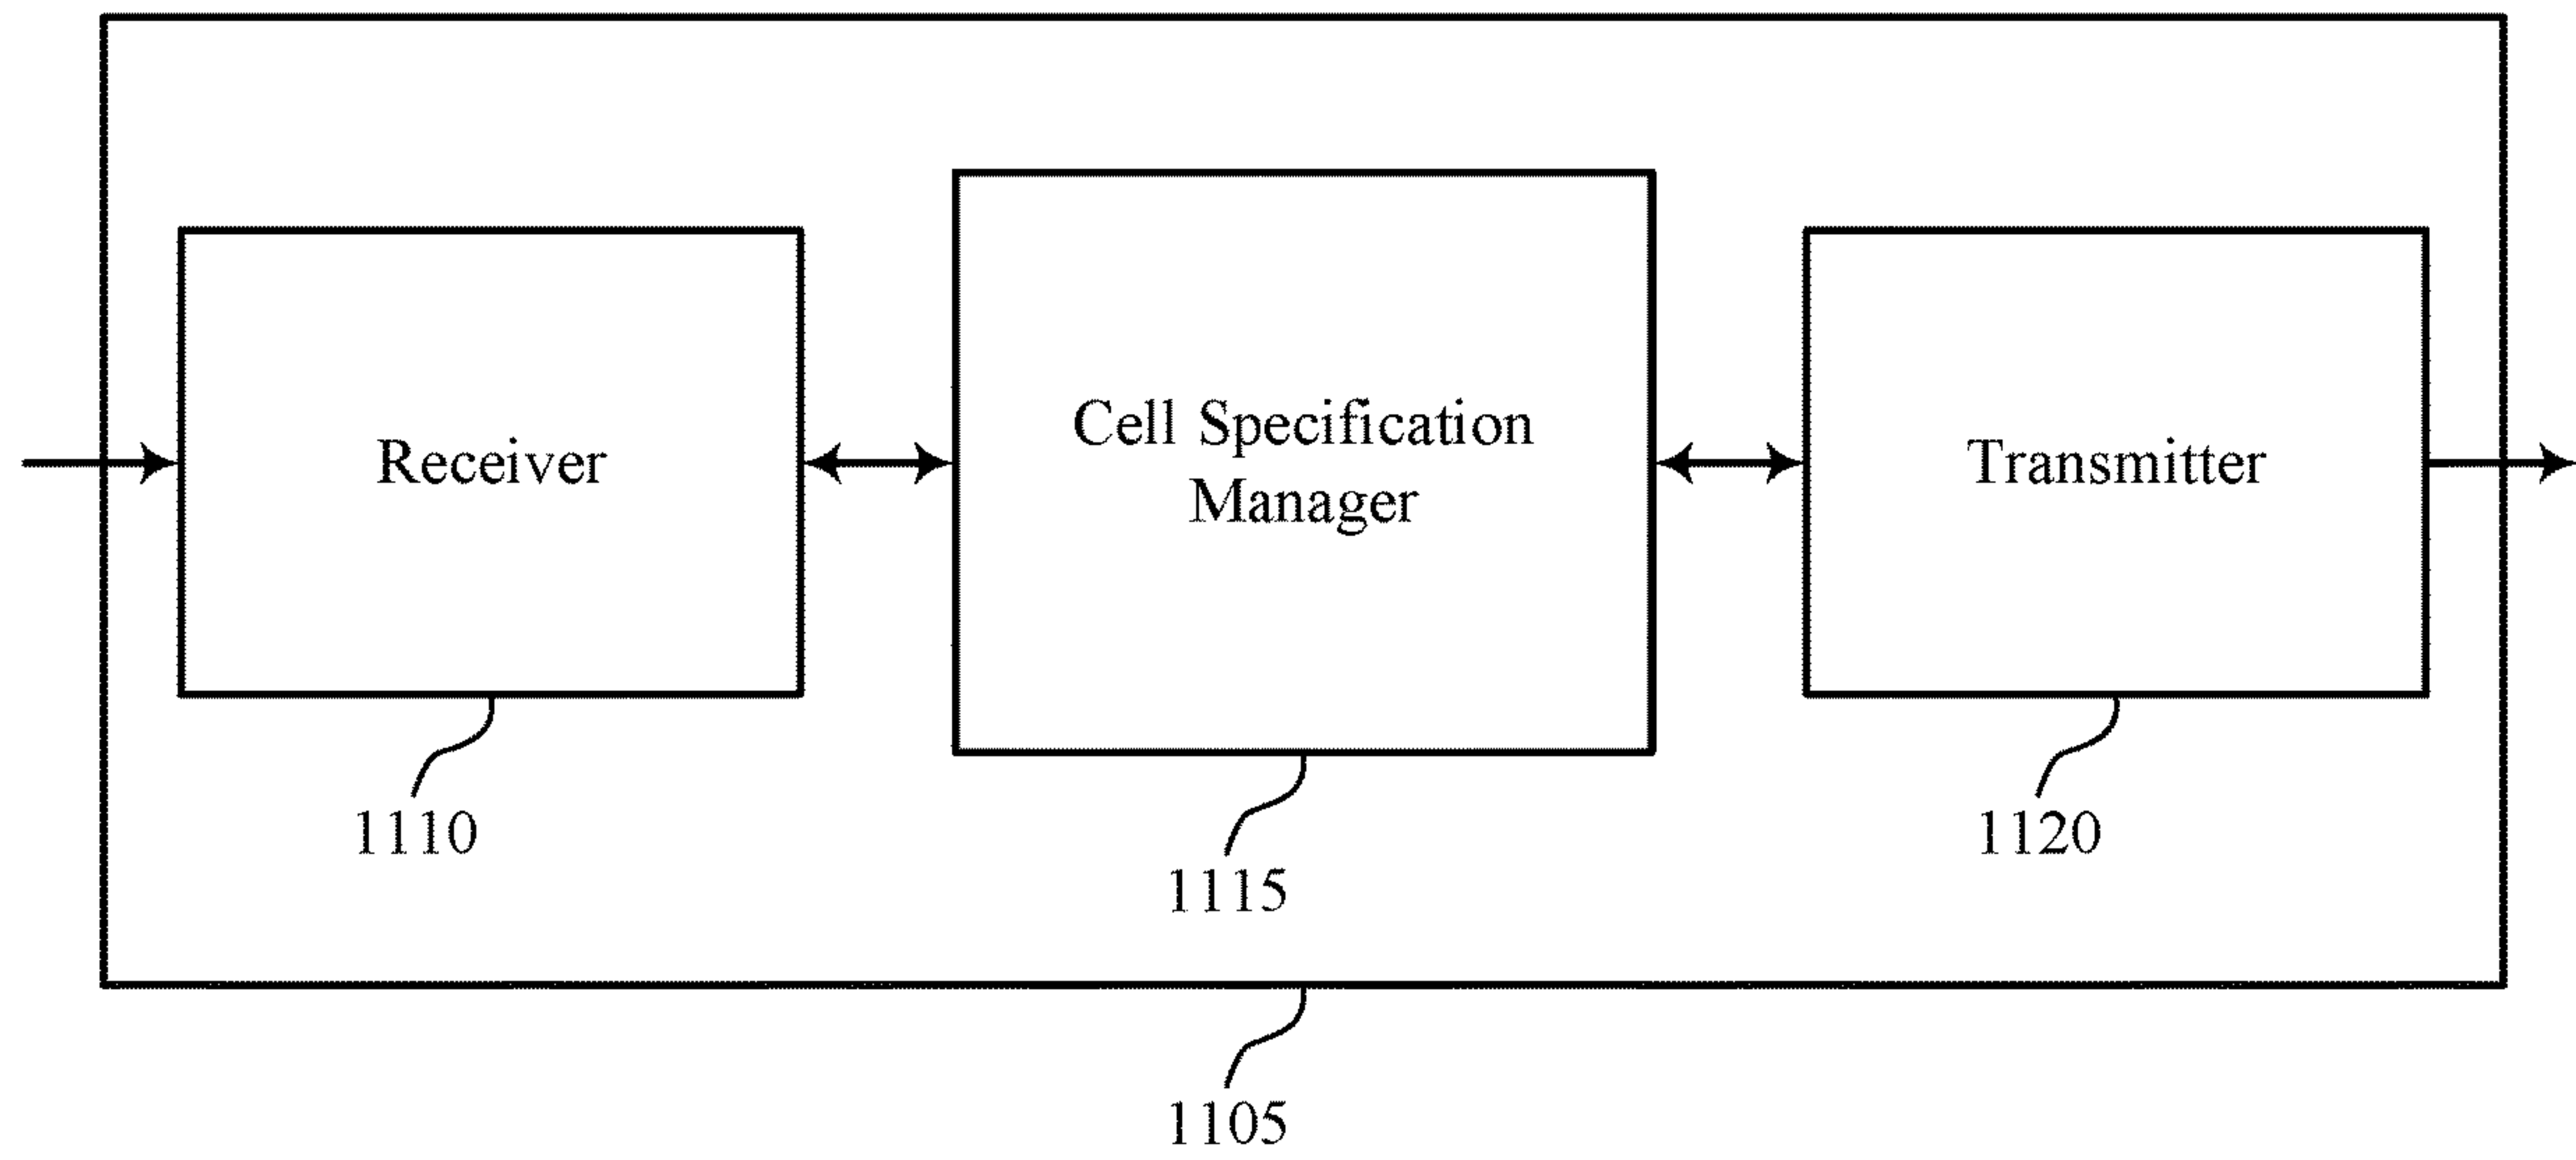 Receiver
Cell Specification
Manager
Transmitter
1110
1115
1120
1105